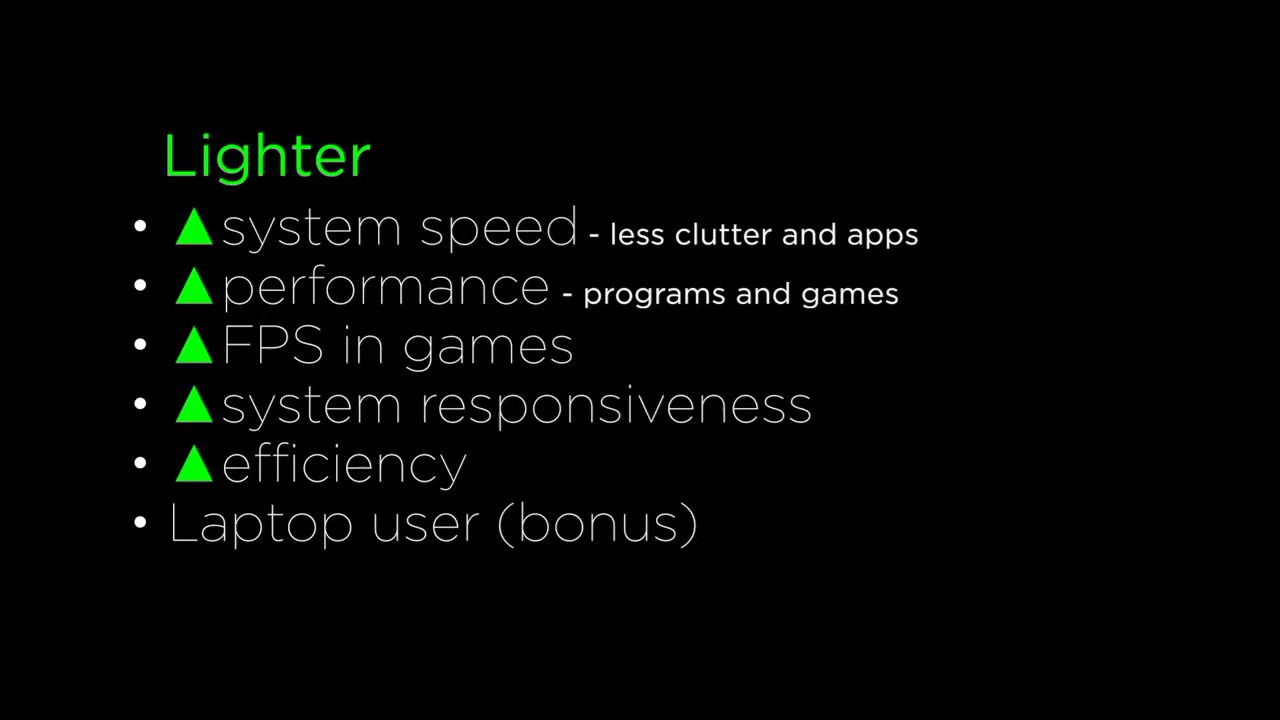 Lighter
• ▲system speed - less clutter and apps
• ▲performance - programs and games
• ▲FPS in games
• ▲system responsiveness
• ▲efficiency
• Laptop user (bonus)